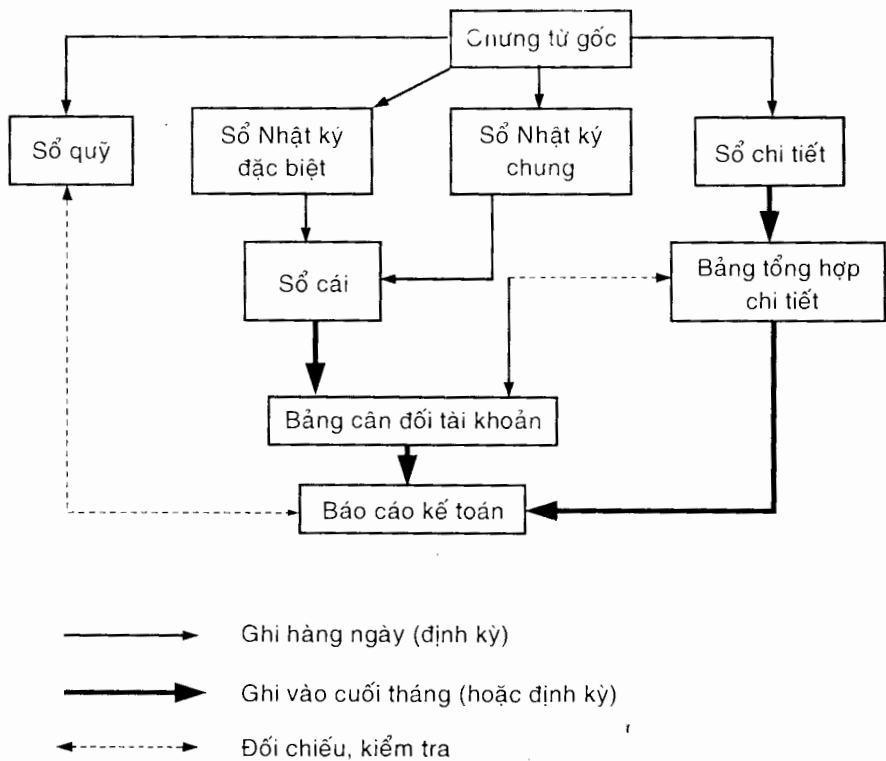 Chưng từ gốc
Sổ quỹ
Sổ Nhật ký
đặc biệt
Sổ Nhật ký
chung
Sổ chi tiết
Sổ cái
Bảng tổng hợp
chi tiết
Bảng cân đối tài khoản
Báo cáo kế toán
Ghi hàng ngày (định kỳ)
Ghi vào cuối tháng (hoặc định kỳ)
Đối chiếu, kiểm tra